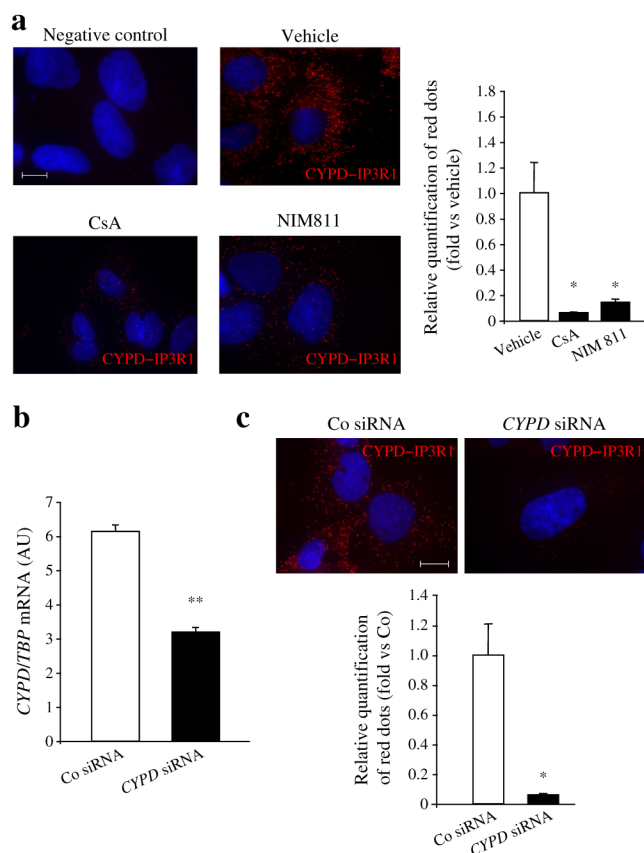 a
Negative control
Vehicle
CYPD–IP3R1
CsA
NIM811
CYPD–IP3R1
CYPD–IP3R1
Relative quantification of red dots
(fold vs vehicle)
1.8
1.6
1.4
1.2
1.0
0.8
0.6
0.4
0.2
0
*
*
Vehicle
CsA
NIM 811
b
CYPD/TBP mRNA (AU)
7
6
5
4
3
2
1
0
**
Co siRNA
CYPD siRNA
c
Co siRNA
CYPD siRNA
CYPD–IP3R1
CYPD–IP3R1
Relative quantification
of red dots (fold vs Co)
1.4
1.2
1.0
0.8
0.6
0.4
0.2
0
*
Co siRNA
CYPD siRNA